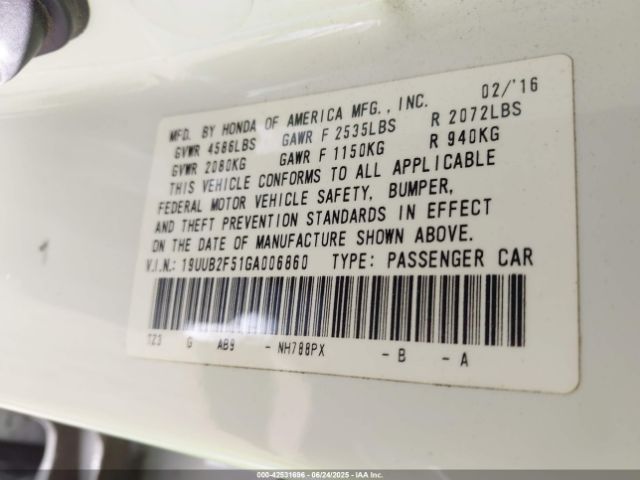 02/'16
MFD. BY HONDA OF AMERICA MFG., INC.
GVWR 4586LBS GAWR F 2535LBS R 2072LBS
GVWR 2080KG GAWR F 1150KG R 940KG
THIS VEHICLE CONFORMS TO ALL APPLICABLE
FEDERAL MOTOR VEHICLE SAFETY, BUMPER,
AND THEFT PREVENTION STANDARDS IN EFFECT
ON THE DATE OF MANUFACTURE SHOWN ABOVE.
V.I.N.: 19UUB2F51GA006860 TYPE: PASSENGER CAR
TZ3 G AB9 - NH788PX - B - A
000-42531696 - 06/24/2025 - IAA Inc.